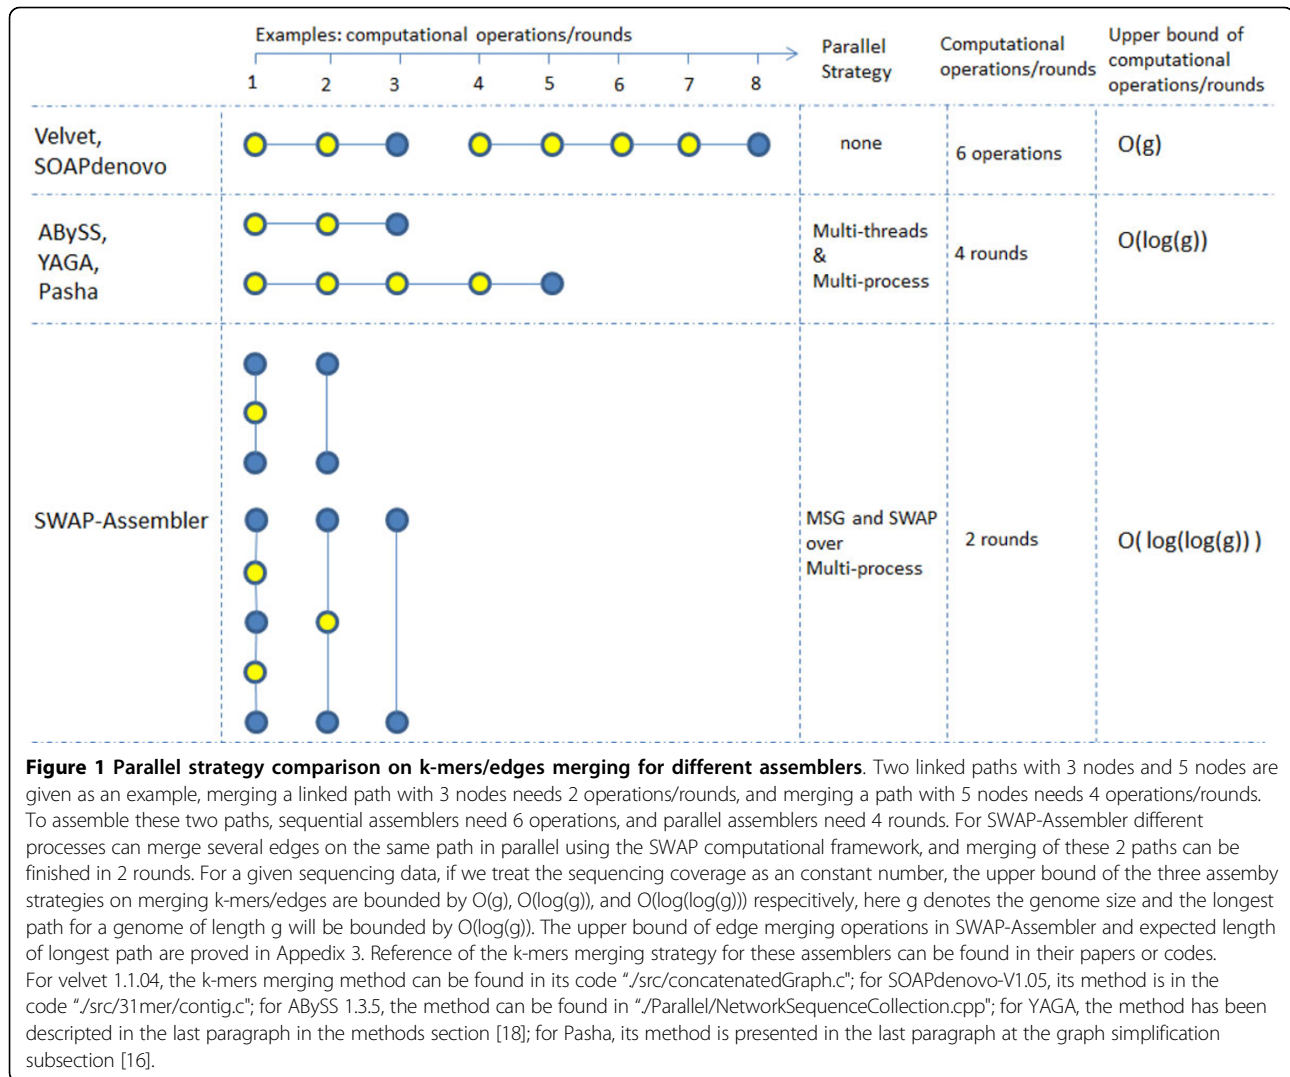 Examples: computational operations/rounds
1 2 3 4 5 6 7 8
Parallel
Strategy
Computational
operations/rounds
Upper bound of
computational
operations/rounds
Velvet,
SOAPdenovo
none
6 operations
O(g)
ABySS,
YAGA,
Pasha
Multi-threads
&
Multi-process
4 rounds
O(log(g))
SWAP-Assembler
MSG and SWAP
over
Multi-process
2 rounds
O( log(log(g)) )
Figure 1 Parallel strategy comparison on k-mers/edges merging for different assemblers. Two linked paths with 3 nodes and 5 nodes are
given as an example, merging a linked path with 3 nodes needs 2 operations/rounds, and merging a path with 5 nodes needs 4 operations/rounds.
To assemble these two paths, sequential assemblers need 6 operations, and parallel assemblers need 4 rounds. For SWAP-Assembler different
processes can merge several edges on the same path in parallel using the SWAP computational framework, and merging of these 2 paths can be
finished in 2 rounds. For a given sequencing data, if we treat the sequencing coverage as an constant number, the upper bound of the three assemby
strategies on merging k-mers/edges are bounded by O(g), O(log(g)), and O(log(log(g))) respecitively, here g denotes the genome size and the longest
path for a genome of length g will be bounded by O(log(g)). The upper bound of edge merging operations in SWAP-Assembler and expected length
of longest path are proved in Appedix 3. Reference of the k-mers merging strategy for these assemblers can be found in their papers or codes.
For velvet 1.1.04, the k-mers merging method can be found in its code "./src/concatenatedGraph.c"; for SOAPdenovo-V1.05, its method is in the
code "./src/31mer/contig.c"; for ABySS 1.3.5, the method can be found in "./Parallel/NetworkSequenceCollection.cpp"; for YAGA, the method has been
descripted in the last paragraph in the methods section [18]; for Pasha, its method is presented in the last paragraph at the graph simplification
subsection [16].